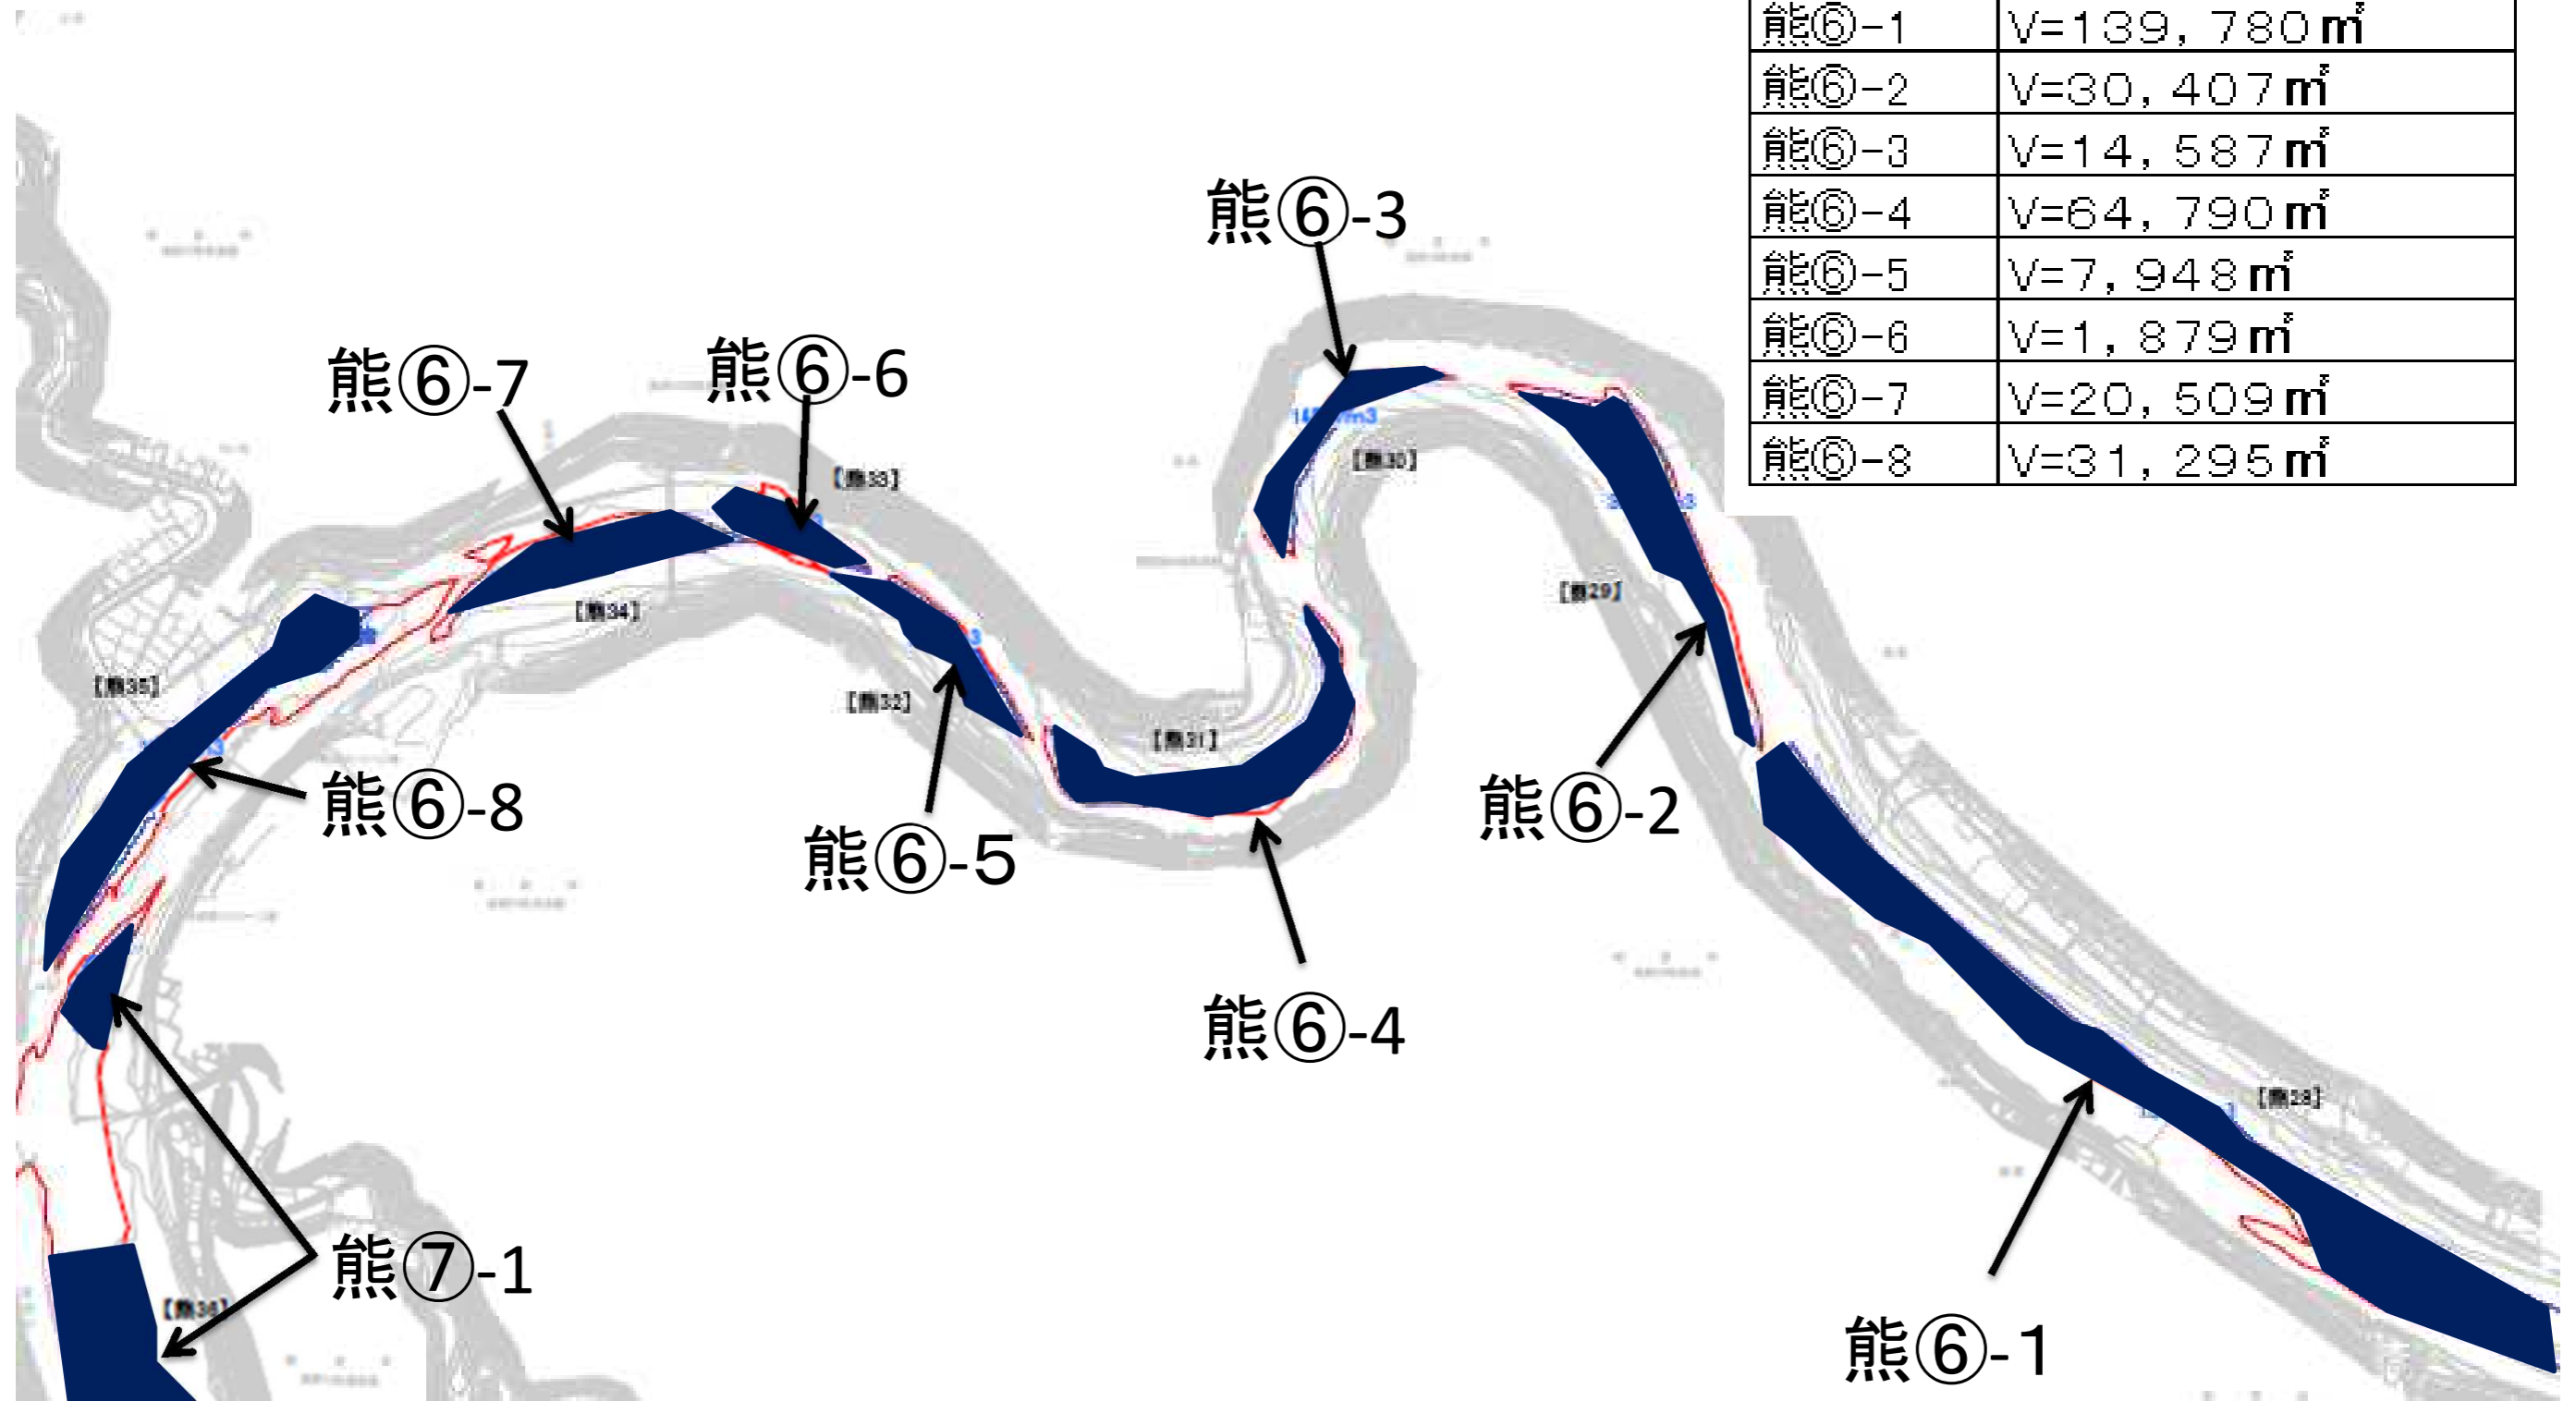 熊⑥-1 V=139,780㎥
熊⑥-2 V=30,407㎥
熊⑥-3 V=14,587㎥
熊⑥-4 V=64,790㎥
熊⑥-5 V=7,948㎥
熊⑥-6 V=1,879㎥
熊⑥-7 V=20,509㎥
熊⑥-8 V=31,295㎥
熊⑥-3
熊⑥-7
熊⑥-6
【熊30】
【熊33】
【熊29】
【熊34】
【熊35】
【熊32】
【熊31】
熊⑥-8
熊⑥-2
熊⑥-5
熊⑥-4
【熊28】
熊⑦-1
【熊36】
熊⑥-1